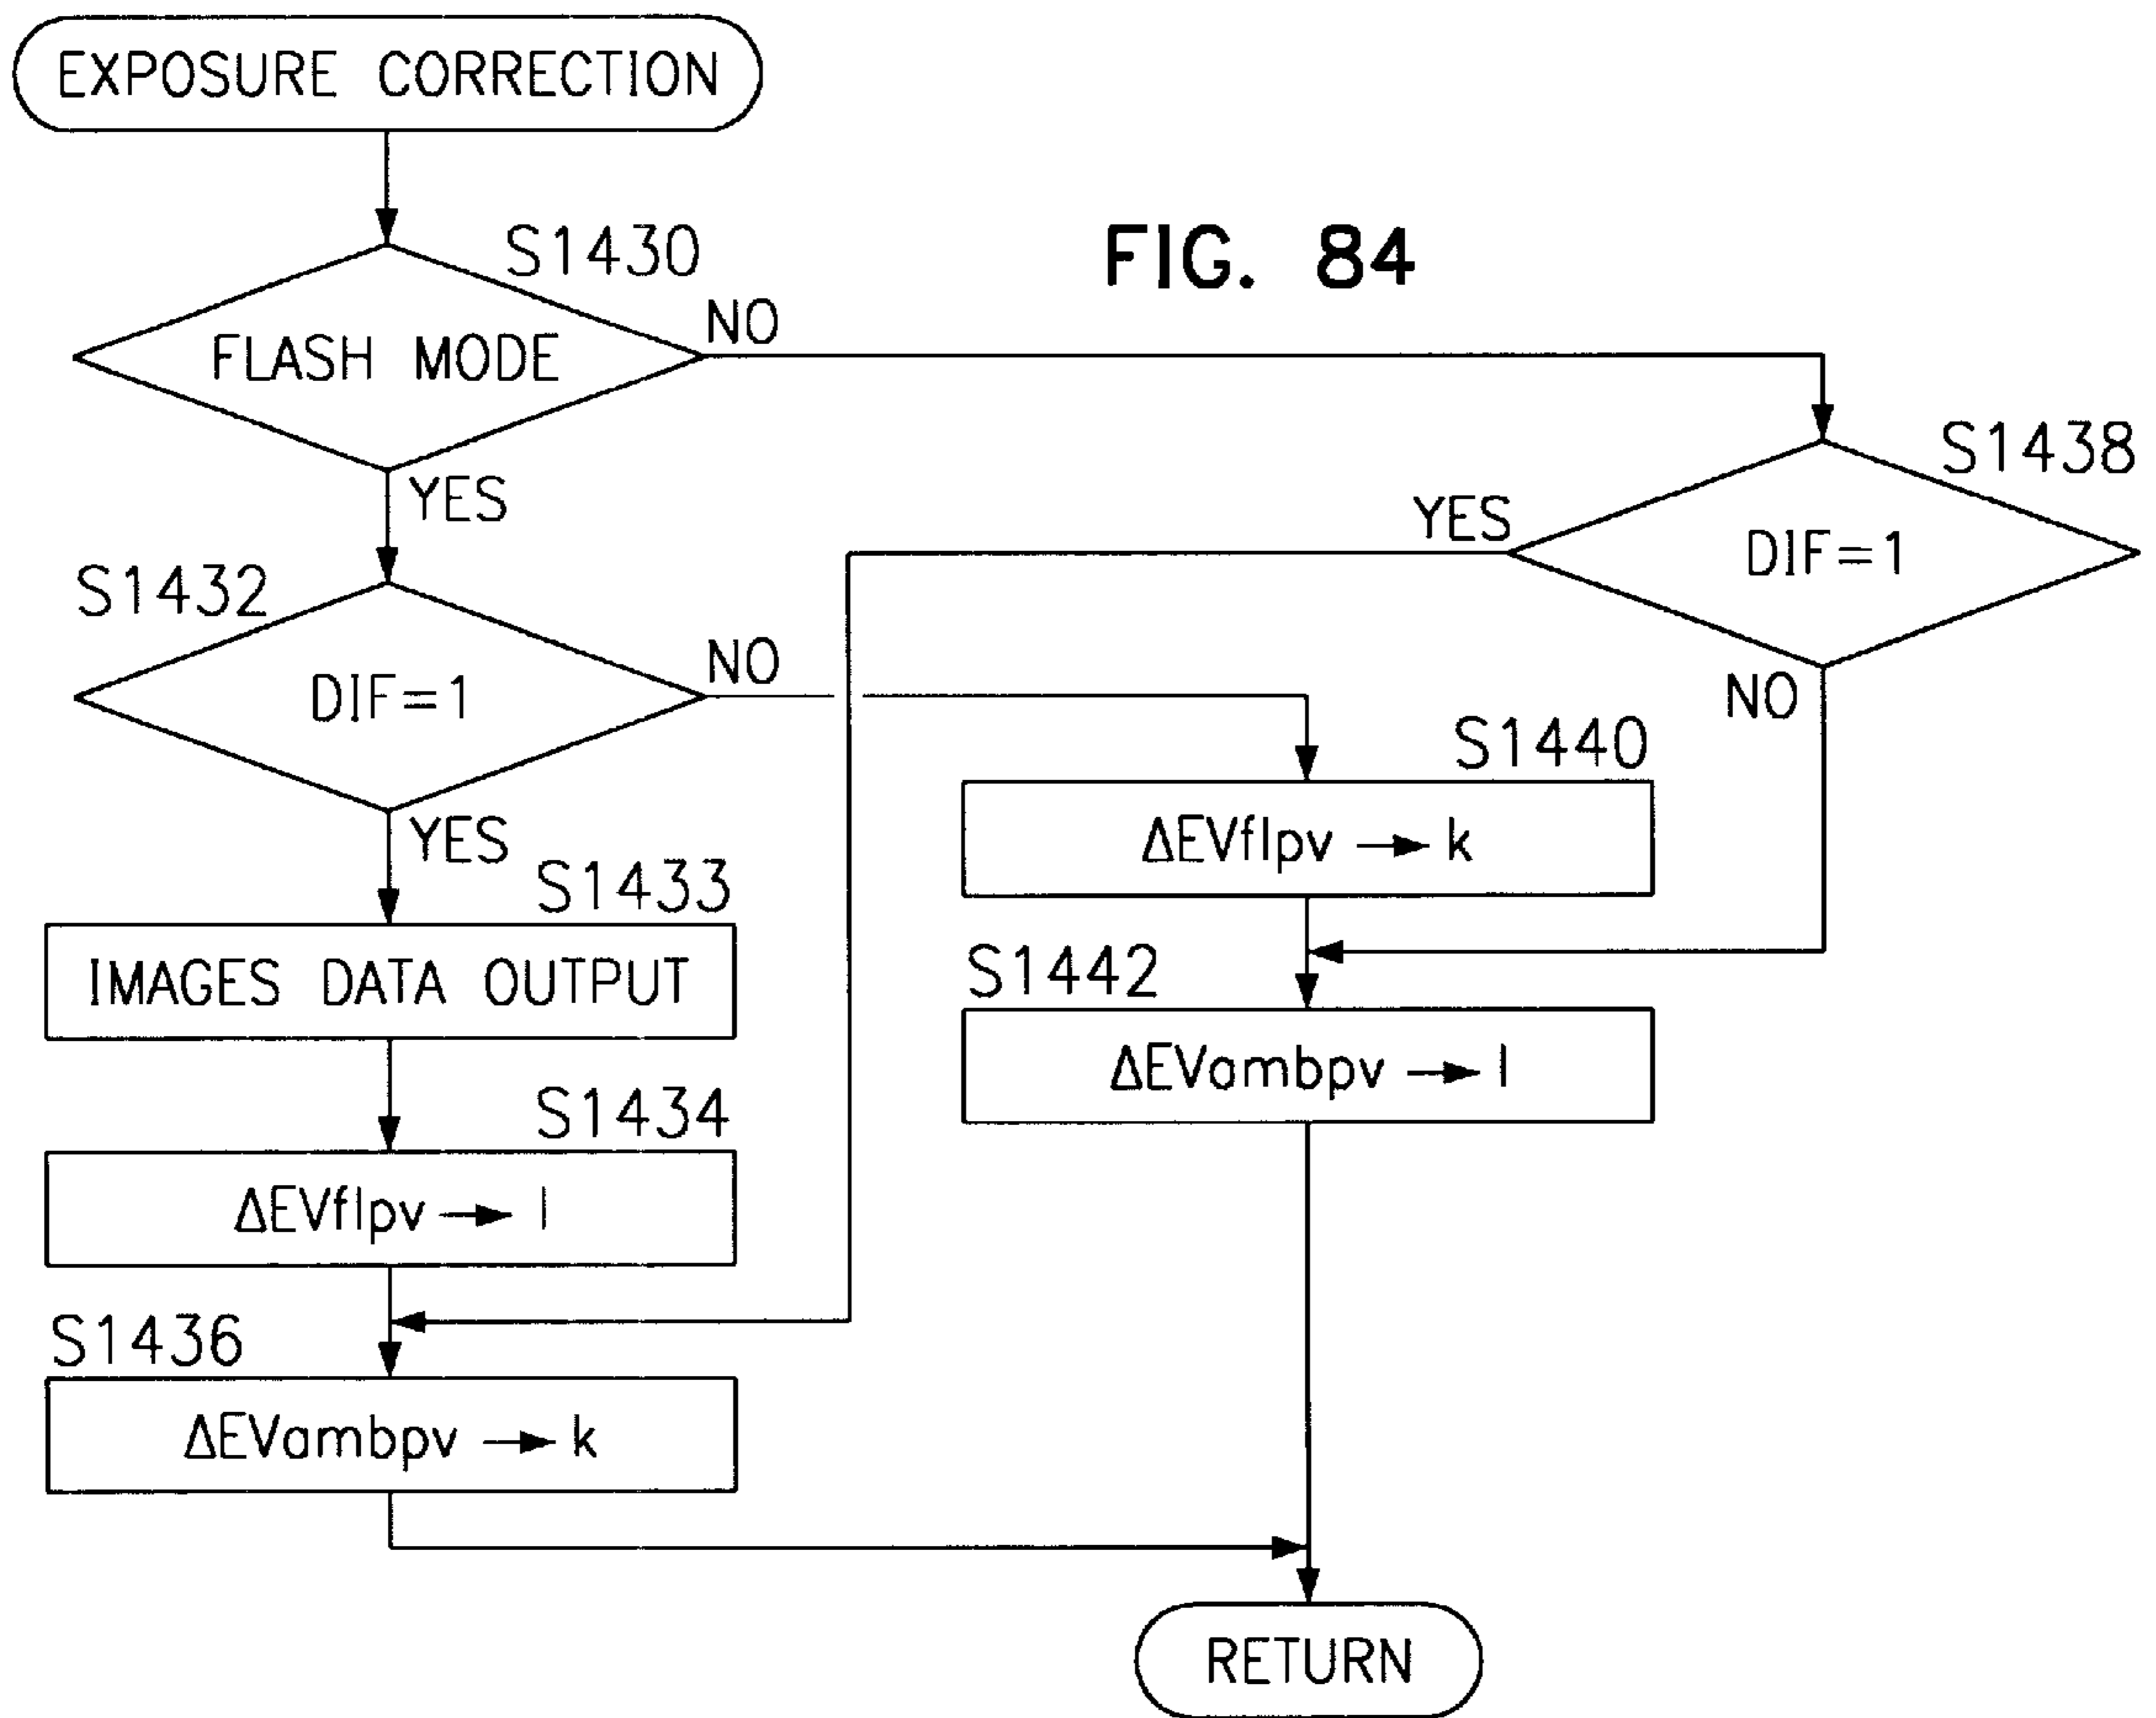 EXPOSURE CORRECTION
S1430
FIG. 84
FLASH MODE
NO
YES
S1438
YES
DIF=1
NO
S1432
DIF=1
NO
YES
S1440
ΔEVflpv → k
S1433
IMAGES DATA OUTPUT
S1442
ΔEVambpv → l
S1434
ΔEVflpv → l
S1436
ΔEVambpv → k
RETURN